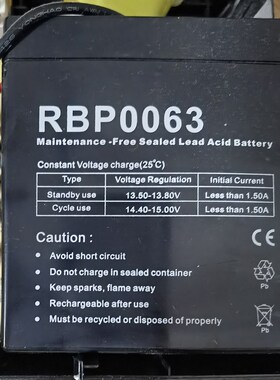 RBP0063
Maintenance -Free Sealed Lead Acid Battery
Constant Voltage charge(25℃)
Type Voltage Regulation Initial Current
Standby use 13.50-13.80V Less than 1.50A
Cycle use 14.40-15.00V Less than 1.50A
Caution :
Avoid short circuit
Do not charge in sealed container
Keep sparks, flame away
Rechargeable after use
Must be recycled or disposed of properly
CE
Pb
Pb